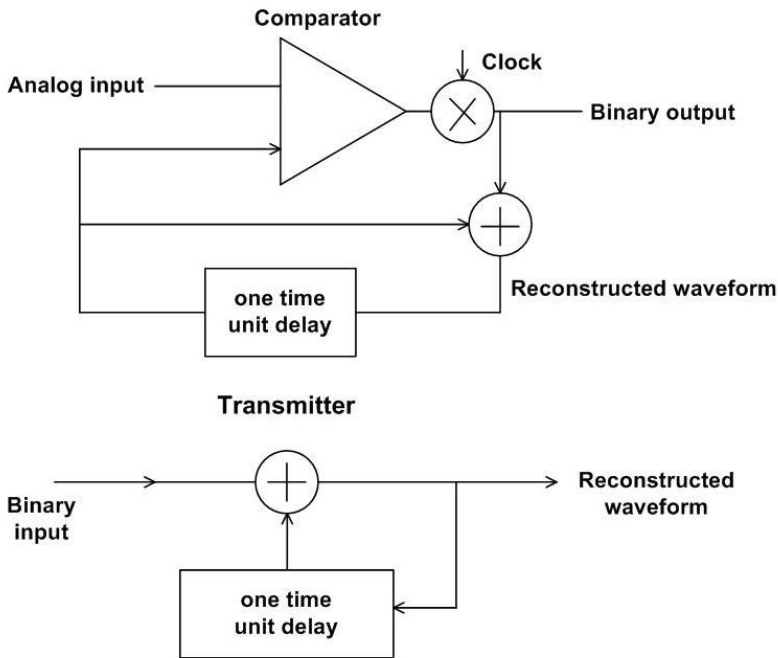 Comparator
Clock
Analog input
Binary output
one time
unit delay
Reconstructed waveform
Transmitter
Binary
input
Reconstructed
waveform
one time
unit delay